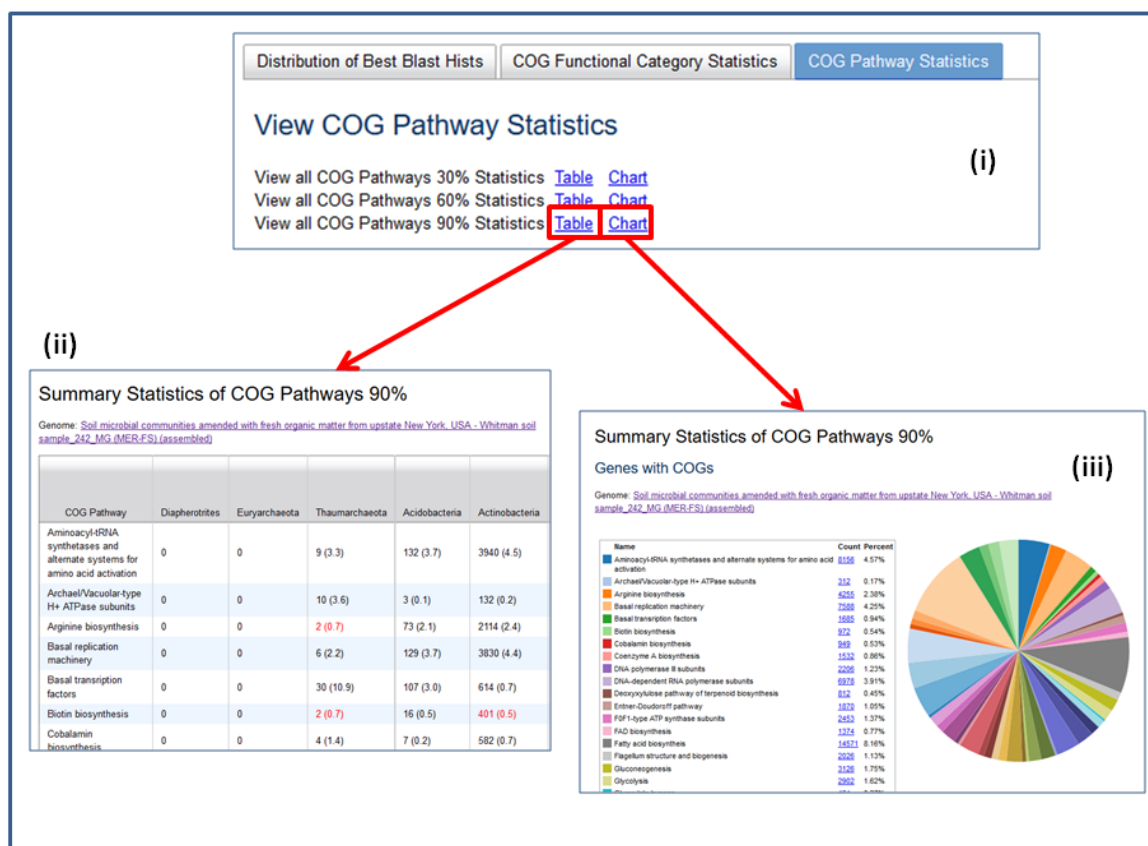 Distribution of Best Blast Hists COG Functional Category Statistics COG Pathway Statistics
View COG Pathway Statistics
(i)
View all COG Pathways 30% Statistics Table Chart
View all COG Pathways 60% Statistics Table Chart
View all COG Pathways 90% Statistics Table Chart
(ii)
Summary Statistics of COG Pathways 90%
Genome: Soil microbial communities amended with fresh organic matter from upstate New York, USA - Whitman soil
sample_242_MG (MER-FS) (assembled)
COG Pathway Diapherotrites Euryarchaeota Thaumarchaeota Acidobacteria Actinobacteria
Aminoacyl-tRNA
synthetases and
alternate systems for
amino acid activation
0 0 9 (3.3) 132 (3.7) 3940 (4.5)
Archael/Vacuolar-type
H+ ATPase subunits
0 0 10 (3.6) 3 (0.1) 132 (0.2)
Arginine biosynthesis 0 0 2 (0.7) 73 (2.1) 2114 (2.4)
Basal replication
machinery
0 0 6 (2.2) 129 (3.7) 3830 (4.4)
Basal transription
factors
0 0 30 (10.9) 107 (3.0) 614 (0.7)
Biotin biosynthesis 0 0 2 (0.7) 16 (0.5) 401 (0.5)
Cobalamin
biosynthesis
0 0 4 (1.4) 7 (0.2) 582 (0.7)
(iii)
Summary Statistics of COG Pathways 90%
Genes with COGs
Genome: Soil microbial communities amended with fresh organic matter from upstate New York, USA - Whitman soil
sample_242_MG (MER-FS) (assembled)
Name Count Percent
Aminoacyl-tRNA synthetases and alternate systems for amino acid 8156 4.57%
activation
Archael/Vacuolar-type H+ ATPase subunits 312 0.17%
Arginine biosynthesis 4255 2.38%
Basal replication machinery 7588 4.25%
Basal transription factors 1685 0.94%
Biotin biosynthesis 972 0.54%
Cobalamin biosynthesis 949 0.53%
Coenzyme A biosynthesis 1532 0.86%
DNA polymerase III subunits 2206 1.23%
DNA-dependent RNA polymerase subunits 6978 3.91%
Deoxyxylulose pathway of terpenoid biosynthesis 812 0.45%
Entner-Doudoroff pathway 1870 1.05%
F0F1-type ATP synthase subunits 2453 1.37%
FAD biosynthesis 1374 0.77%
Fatty acid biosynthesis 14571 8.16%
Flagellum structure and biogenesis 2026 1.13%
Gluconeogenesis 3126 1.75%
Glycolysis 2902 1.62%